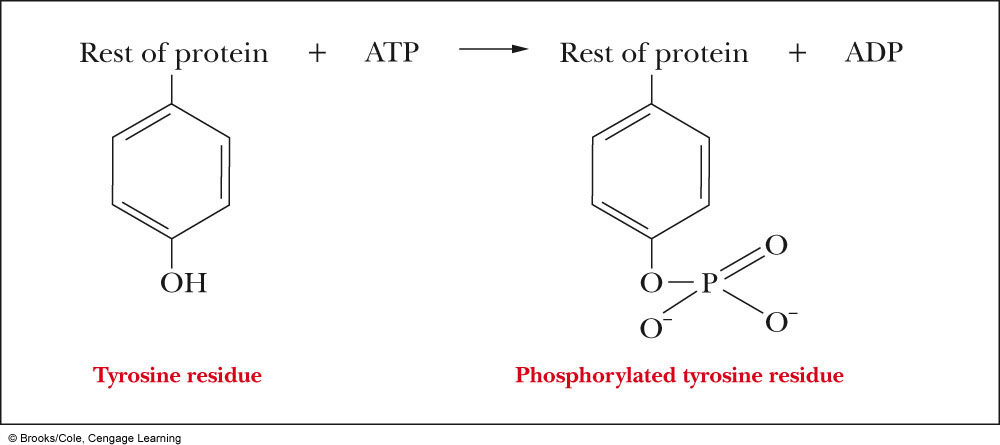 Rest of protein + ATP → Rest of protein + ADP
OH
O
O P
O⁻ O⁻
Tyrosine residue Phosphorylated tyrosine residue
© Brooks/Cole, Cengage Learning